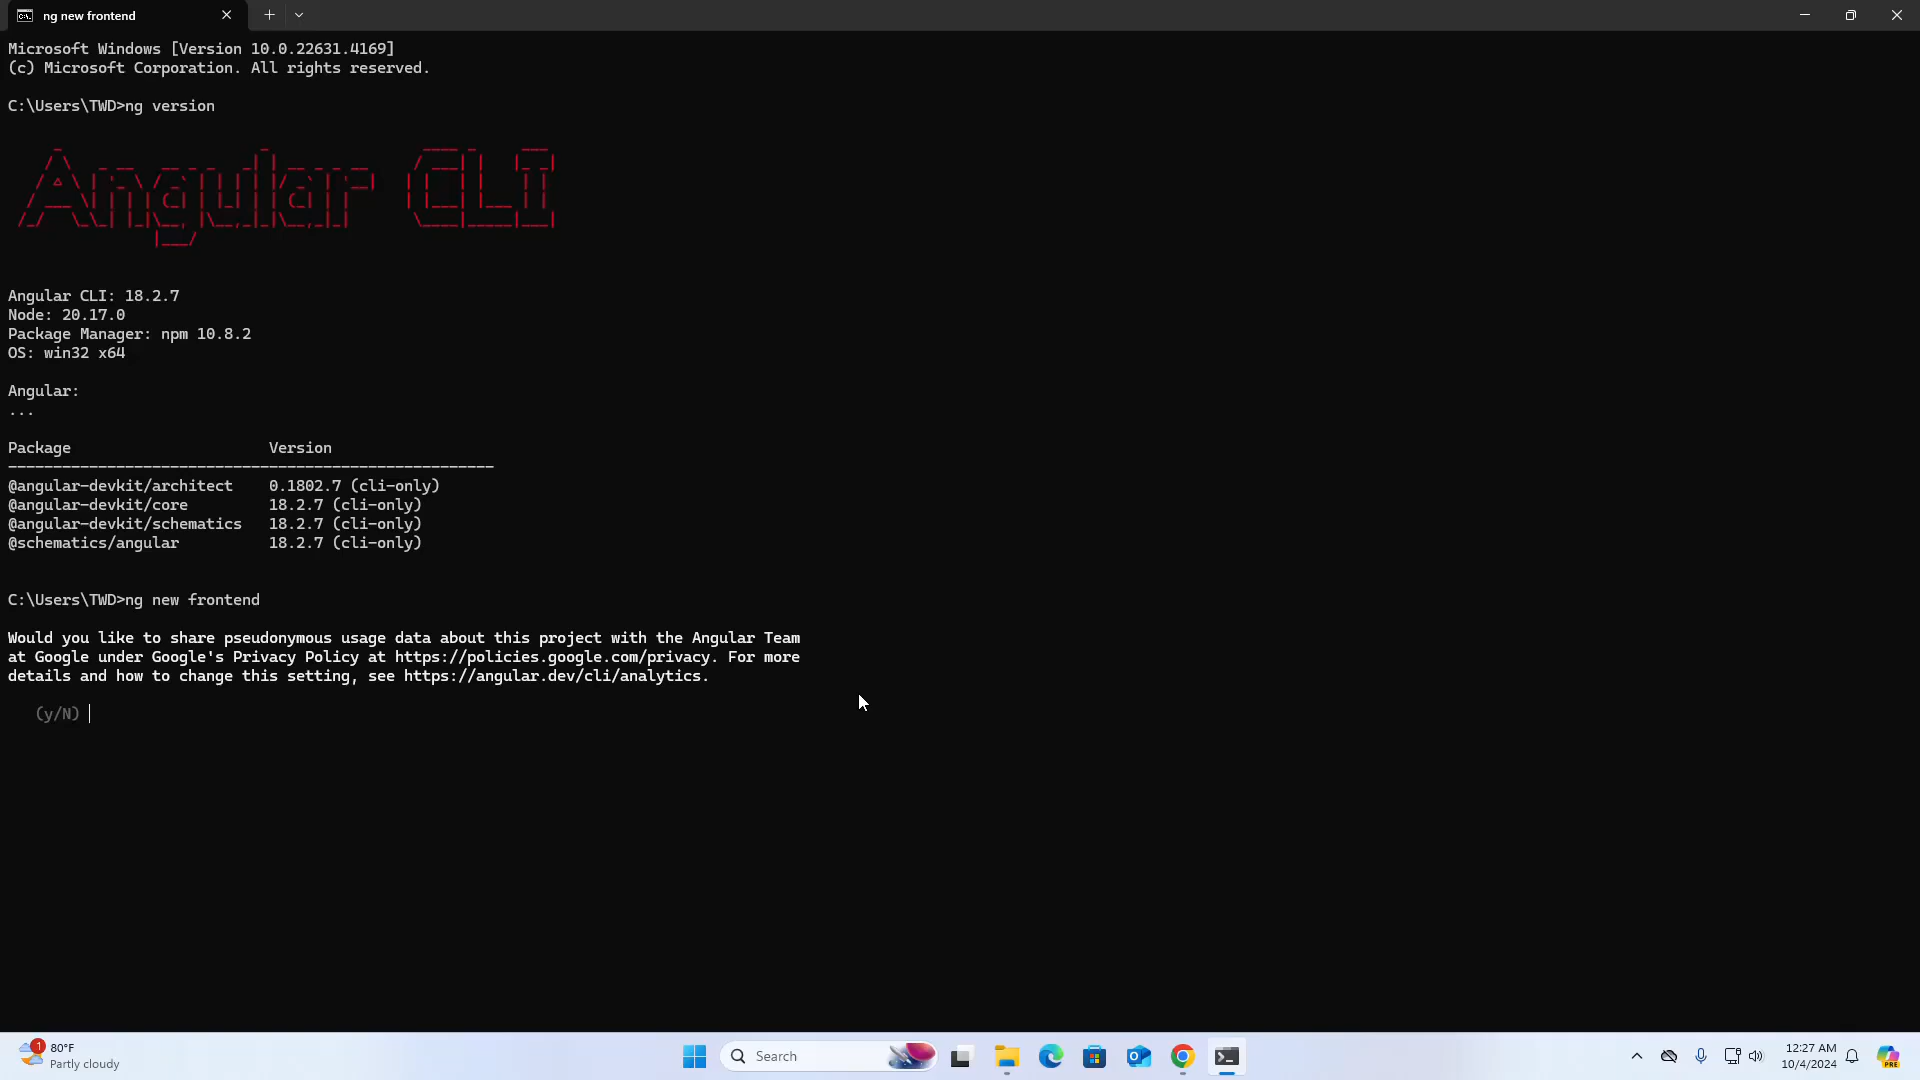 ng new frontend
Microsoft Windows [Version 10.0.22631.4169]
(c) Microsoft Corporation. All rights reserved.
C:\Users\TWD>ng version
Angular CLI
Angular CLI: 18.2.7
Node: 20.17.0
Package Manager: npm 10.8.2
OS: win32 x64
Angular:
...
Package Version
------------------------------------------------------
@angular-devkit/architect 0.1802.7 (cli-only)
@angular-devkit/core 18.2.7 (cli-only)
@angular-devkit/schematics 18.2.7 (cli-only)
@schematics/angular 18.2.7 (cli-only)
C:\Users\TWD>ng new frontend
Would you like to share pseudonymous usage data about this project with the Angular Team
at Google under Google's Privacy Policy at https://policies.google.com/privacy. For more
details and how to change this setting, see https://angular.dev/cli/analytics.
(y/N)
1
80°F
Partly cloudy
Search
12:27 AM
10/4/2024
PRE